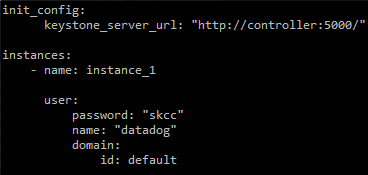 init_config:
keystone_server_url: "http://controller:5000/"
instances:
- name: instance_1
user:
password: "skcc"
name: "datadog"
domain:
id: default